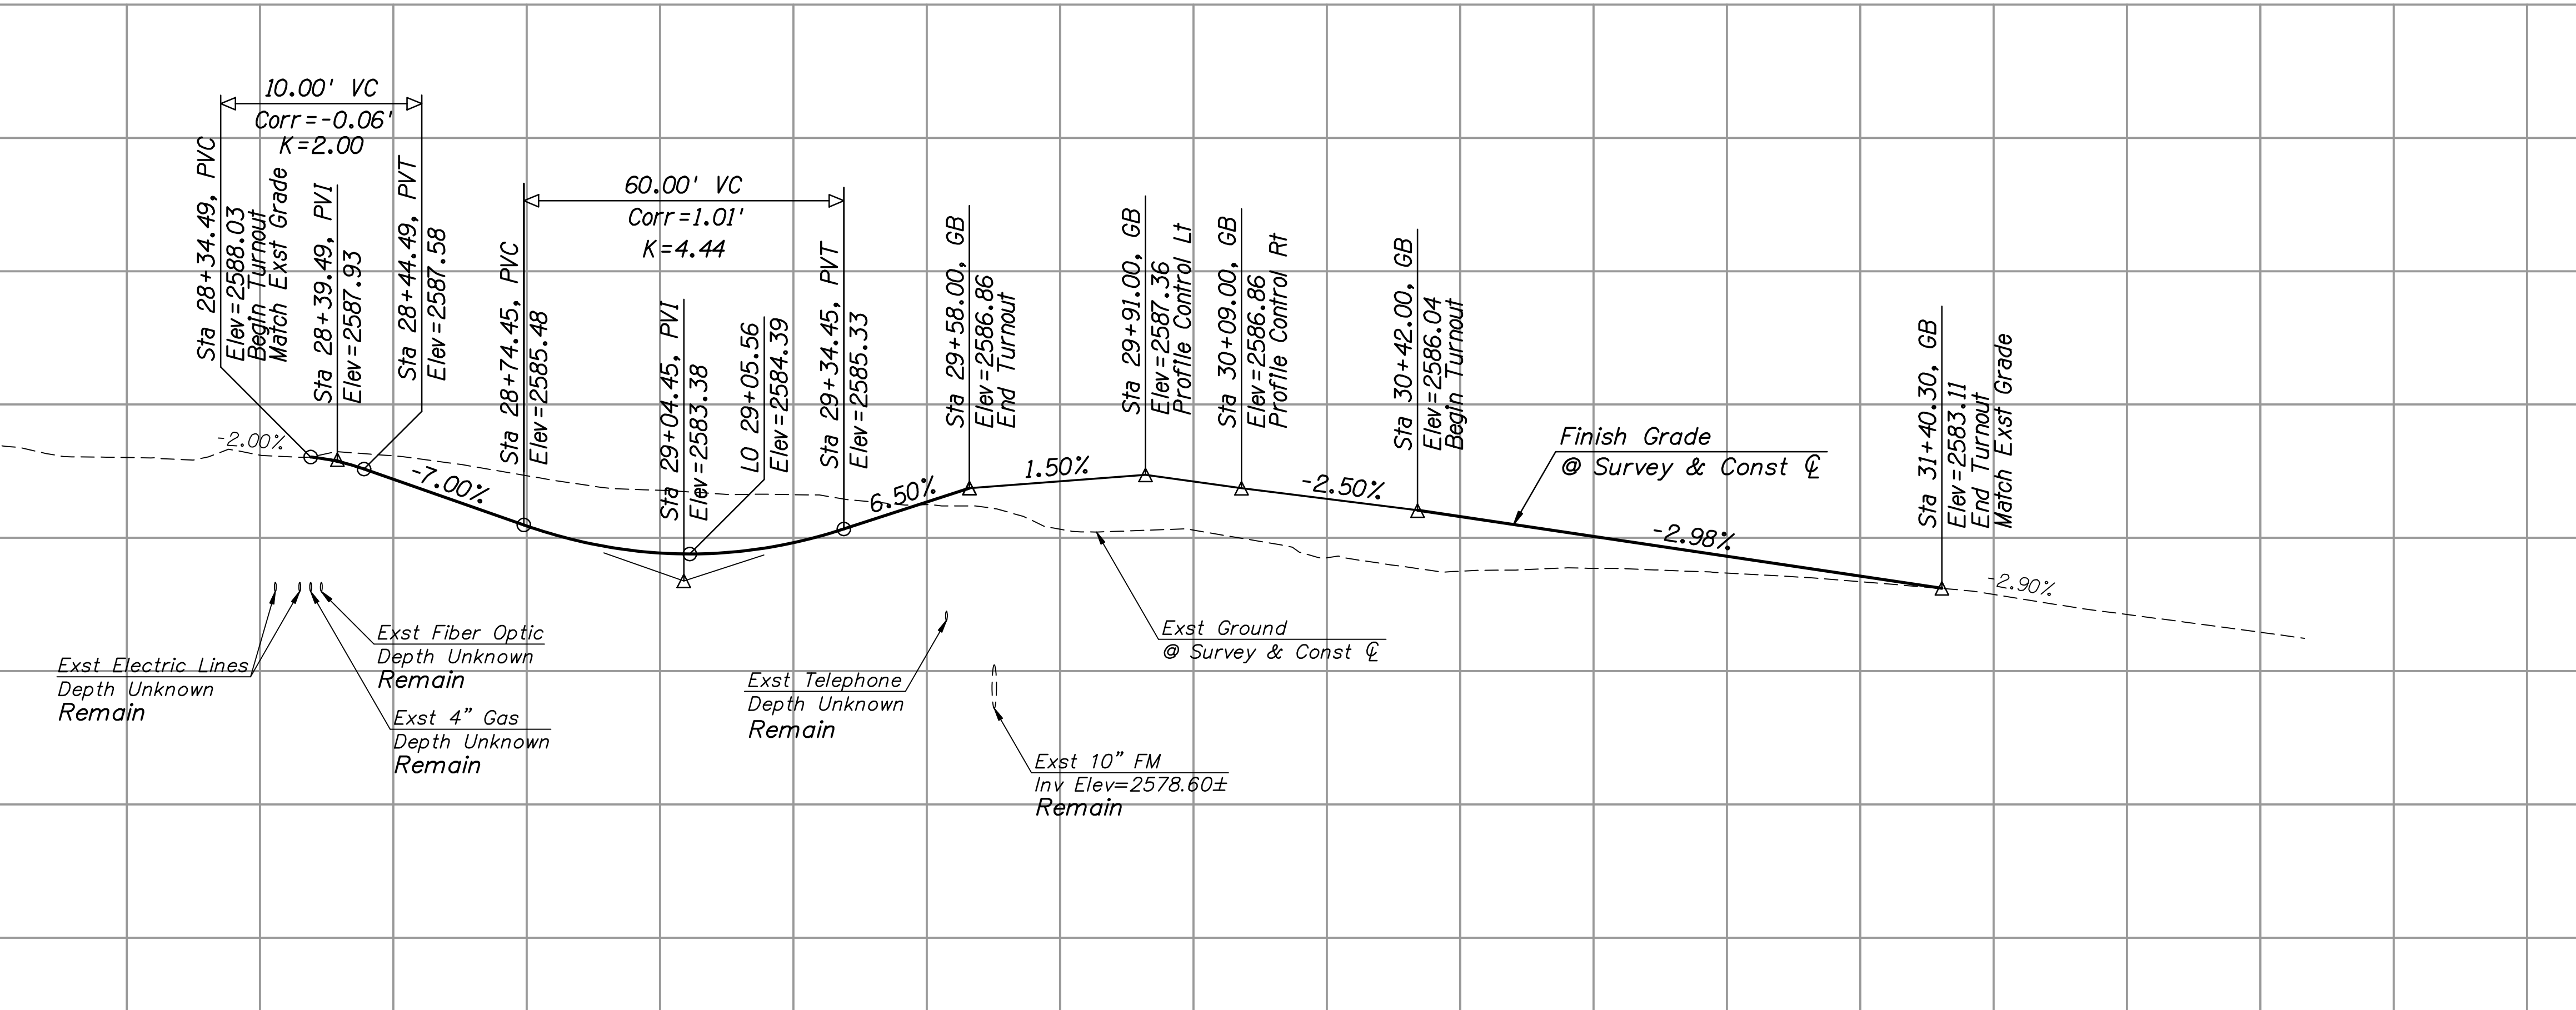 10.00' VC
Corr=-0.06'
K=2.00
Sta 28+34.49, PVC
Elev=2588.03
Begin Turnout
Match Exst Grade
Sta 28+39.49, PVI
Elev=2587.93
Sta 28+44.49, PVT
Elev=2587.58
60.00' VC
Corr=1.01'
K=4.44
Sta 28+74.45, PVC
Elev=2585.48
Sta 29+04.45, PVI
Elev=2583.38
LO 29+05.56
Elev=2584.39
Sta 29+34.45, PVT
Elev=2585.33
Sta 29+58.00, GB
Elev=2586.86
End Turnout
Sta 29+91.00, GB
Elev=2587.36
Profile Control Lt
Sta 30+09.00, GB
Elev=2586.86
Profile Control Rt
Sta 30+42.00, GB
Elev=2586.04
Begin Turnout
Sta 31+40.30, GB
Elev=2583.11
End Turnout
Match Exst Grade
-2.00%
-7.00%
6.50%
1.50%
-2.50%
-2.98%
-2.90%
Finish Grade
@ Survey & Const ℄
Exst Ground
@ Survey & Const ℄
Exst Electric Lines
Depth Unknown
Remain
Exst Fiber Optic
Depth Unknown
Remain
Exst 4" Gas
Depth Unknown
Remain
Exst Telephone
Depth Unknown
Remain
Exst 10" FM
Inv Elev=2578.60±
Remain